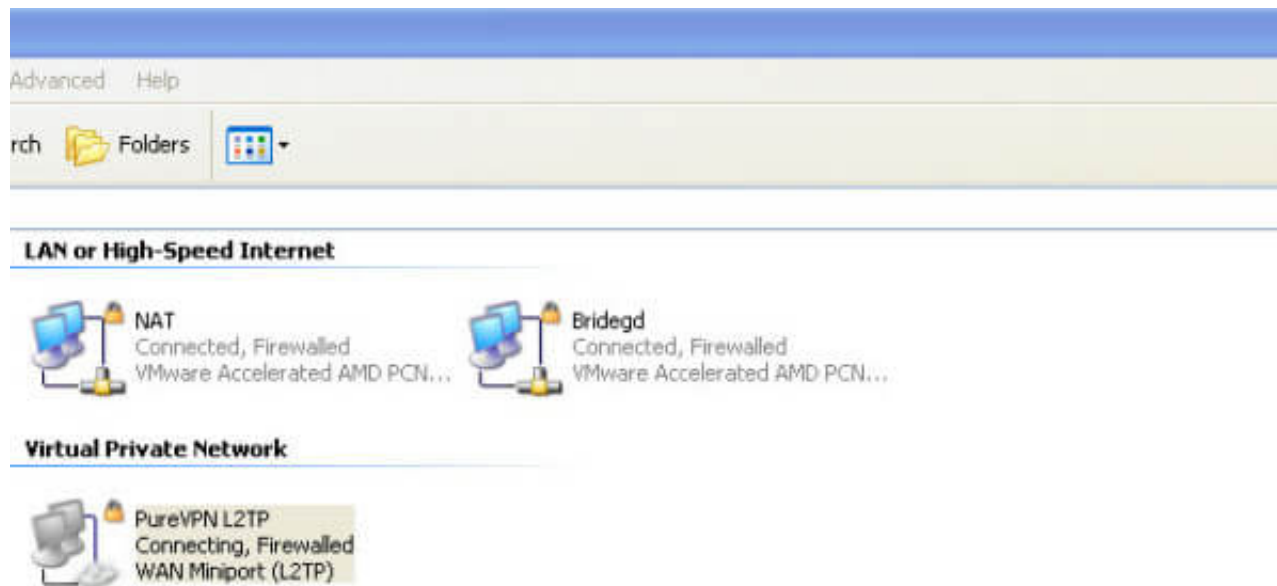 Advanced Help
rch Folders
LAN or High-Speed Internet
NAT
Connected, Firewalled
VMware Accelerated AMD PCN...
Bridegd
Connected, Firewalled
VMware Accelerated AMD PCN...
Virtual Private Network
PureVPN L2TP
Connecting, Firewalled
WAN Miniport (L2TP)